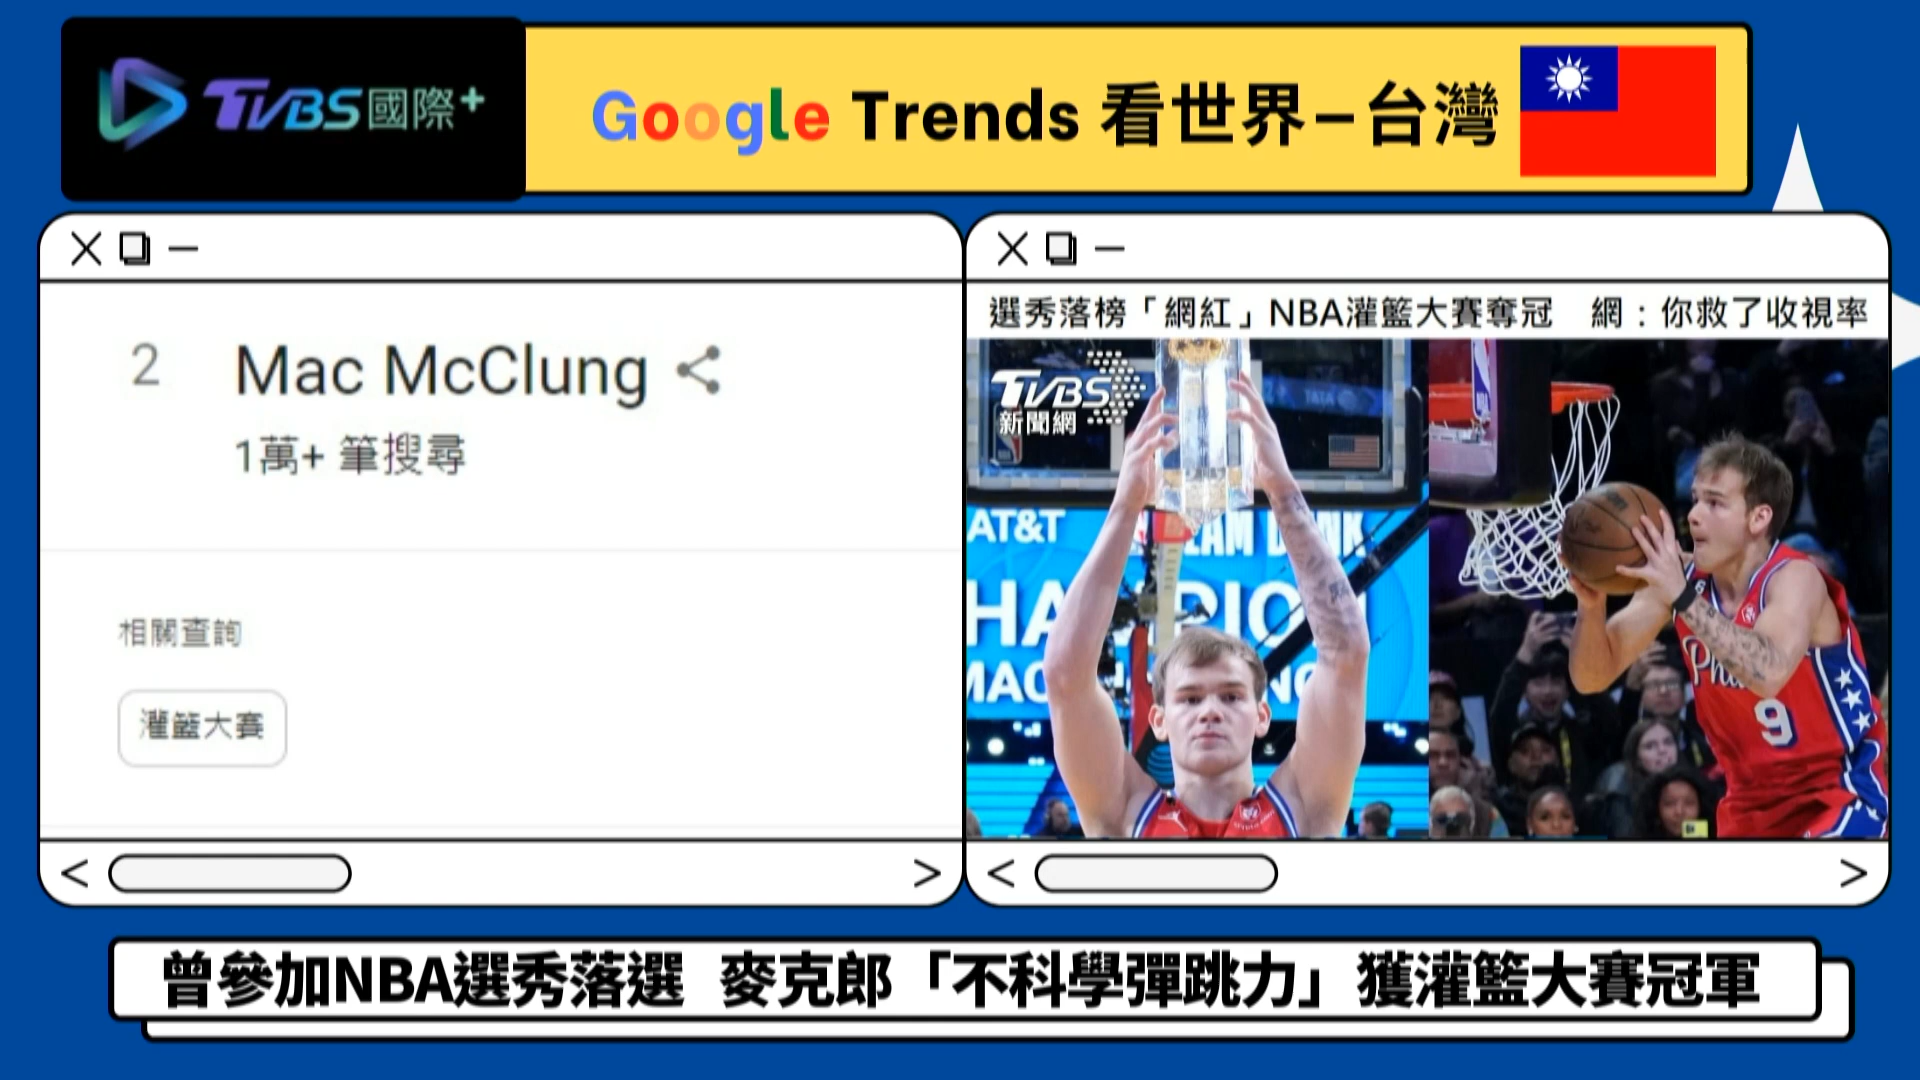 TVBS國際+
Google Trends 看世界–台灣
2 Mac McClung
1萬+ 筆搜尋
相關查詢
灌籃大賽
選秀落榜「網紅」NBA灌籃大賽奪冠 網：你救了收視率
TVBS
新聞網
AT&T
9
曾參加NBA選秀落選 麥克郎「不科學彈跳力」獲灌籃大賽冠軍